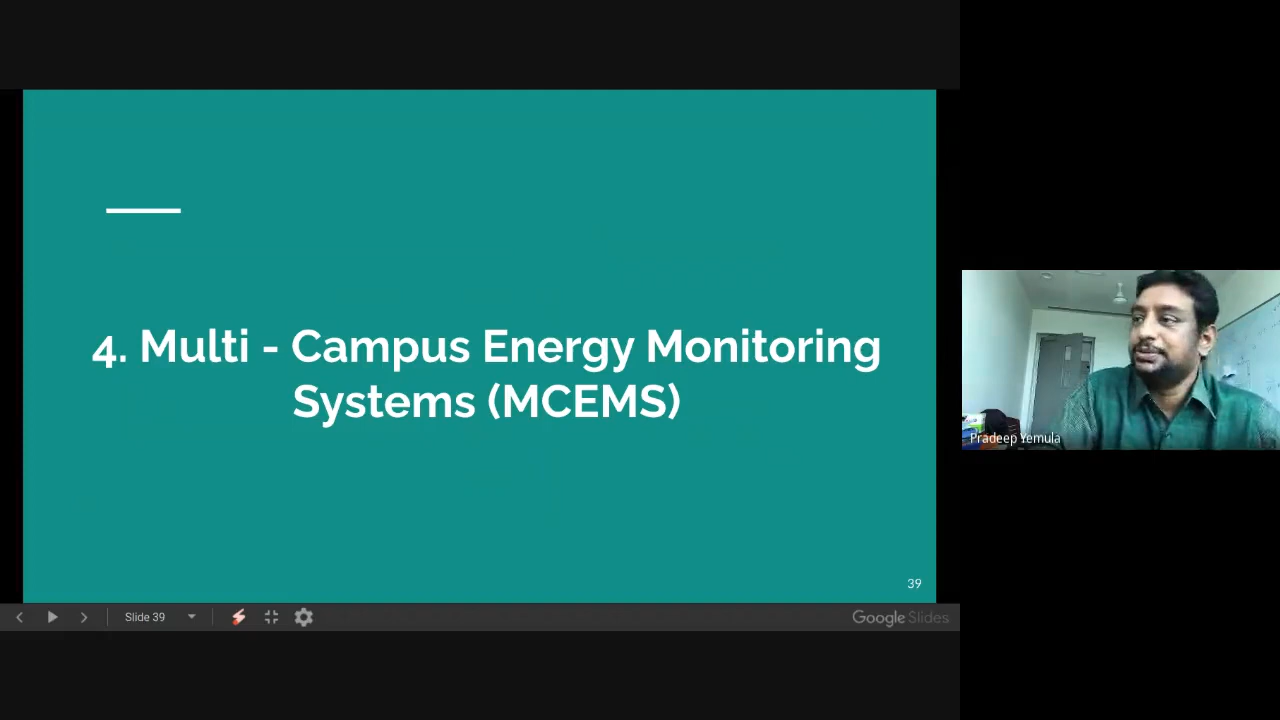 4. Multi - Campus Energy Monitoring
Systems (MCEMS)
39
Slide 39
Google Slides
Pradeep Yemula